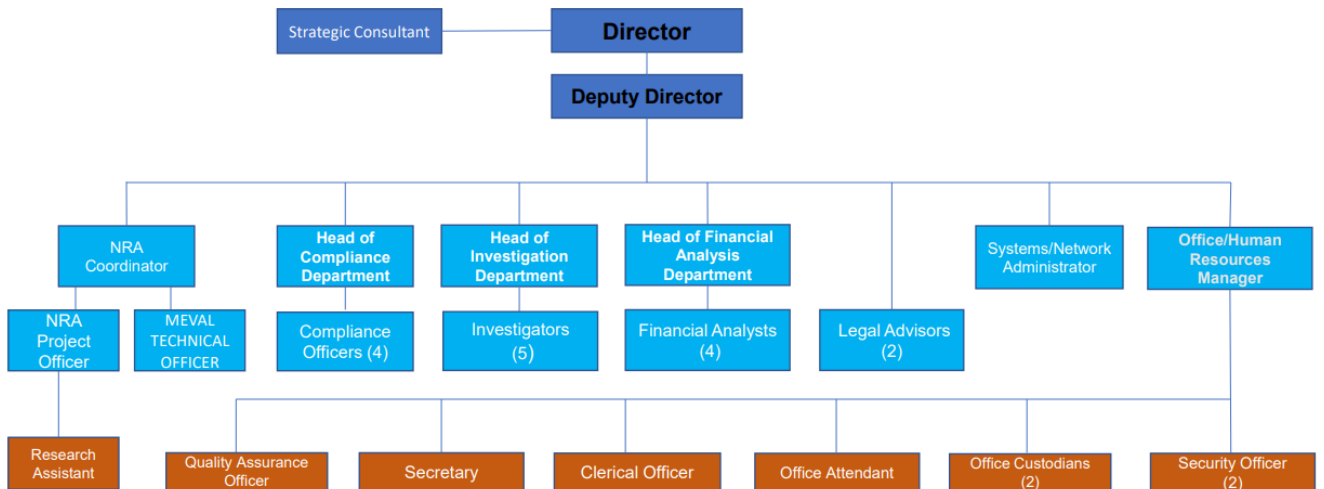 Strategic Consultant
Director
Deputy Director
NRA
Coordinator
Head of
Compliance
Department
Head of
Investigation
Department
Head of Financial
Analysis
Department
Systems/Network
Administrator
Office/Human
Resources
Manager
NRA
Project
Officer
MEVAL
TECHNICAL
OFFICER
Compliance
Officers (4)
Investigators
(5)
Financial Analysts
(4)
Legal Advisors
(2)
Research
Assistant
Quality Assurance
Officer
Secretary
Clerical Officer
Office Attendant
Office Custodians
(2)
Security Officer
(2)